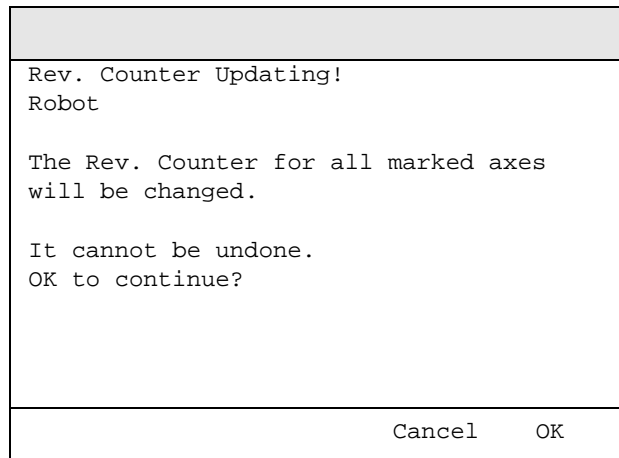 Rev. Counter Updating!
Robot
The Rev. Counter for all marked axes
will be changed.
It cannot be undone.
OK to continue?
Cancel OK